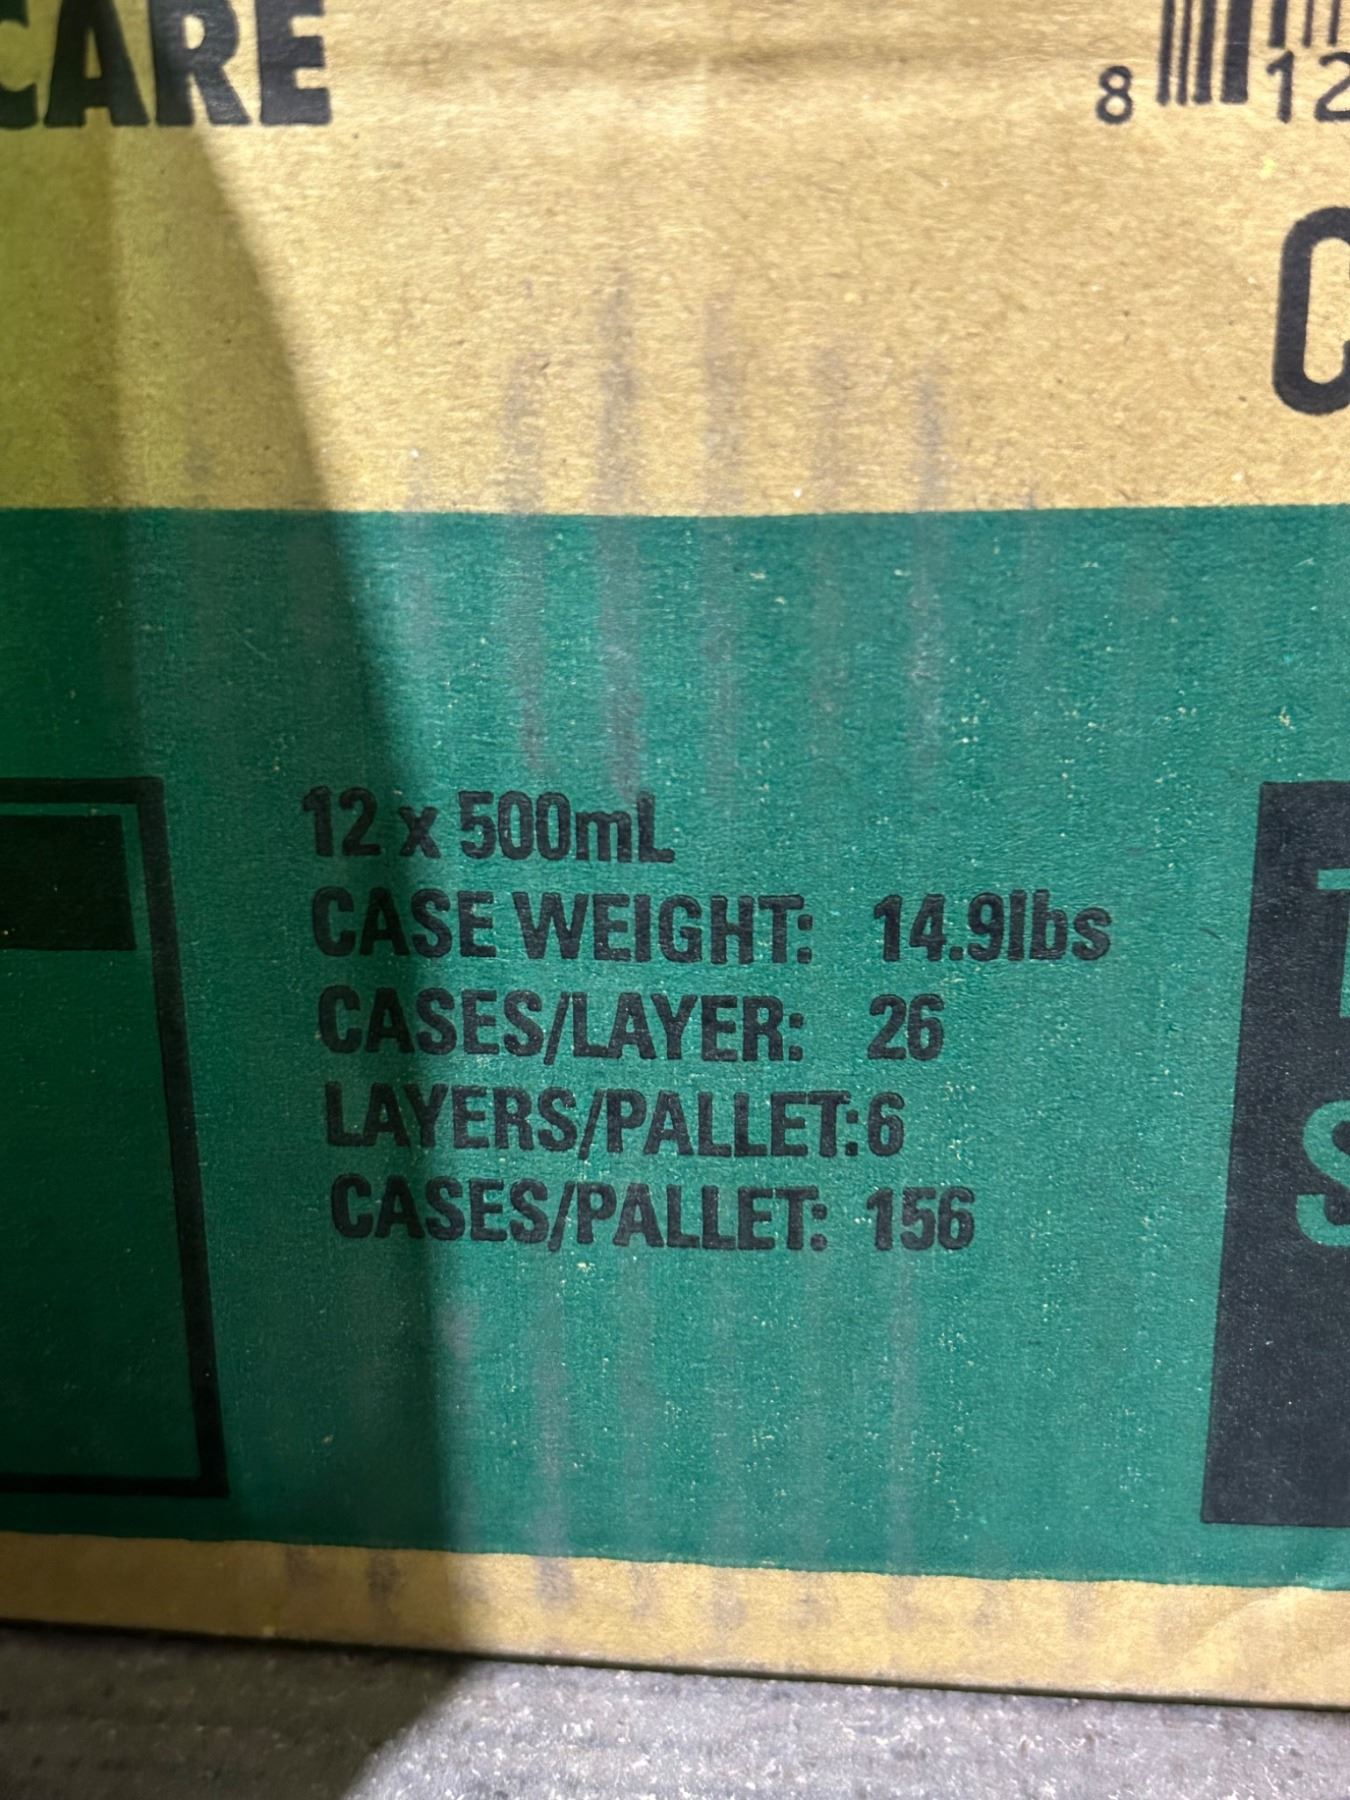 CARE
8 12
12 x 500mL
CASE WEIGHT: 14.9lbs
CASES/LAYER: 26
LAYERS/PALLET:6
CASES/PALLET: 156